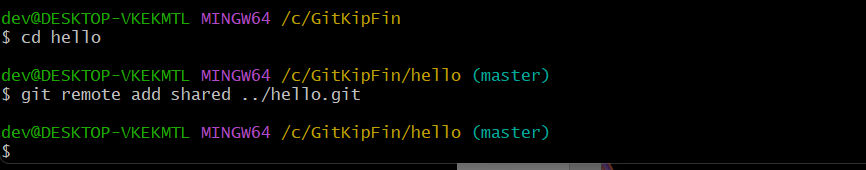 dev@DESKTOP-VKEKMTL MINGW64 /c/GitKipFin
$ cd hello
dev@DESKTOP-VKEKMTL MINGW64 /c/GitKipFin/hello (master)
$ git remote add shared ../hello.git
dev@DESKTOP-VKEKMTL MINGW64 /c/GitKipFin/hello (master)
$